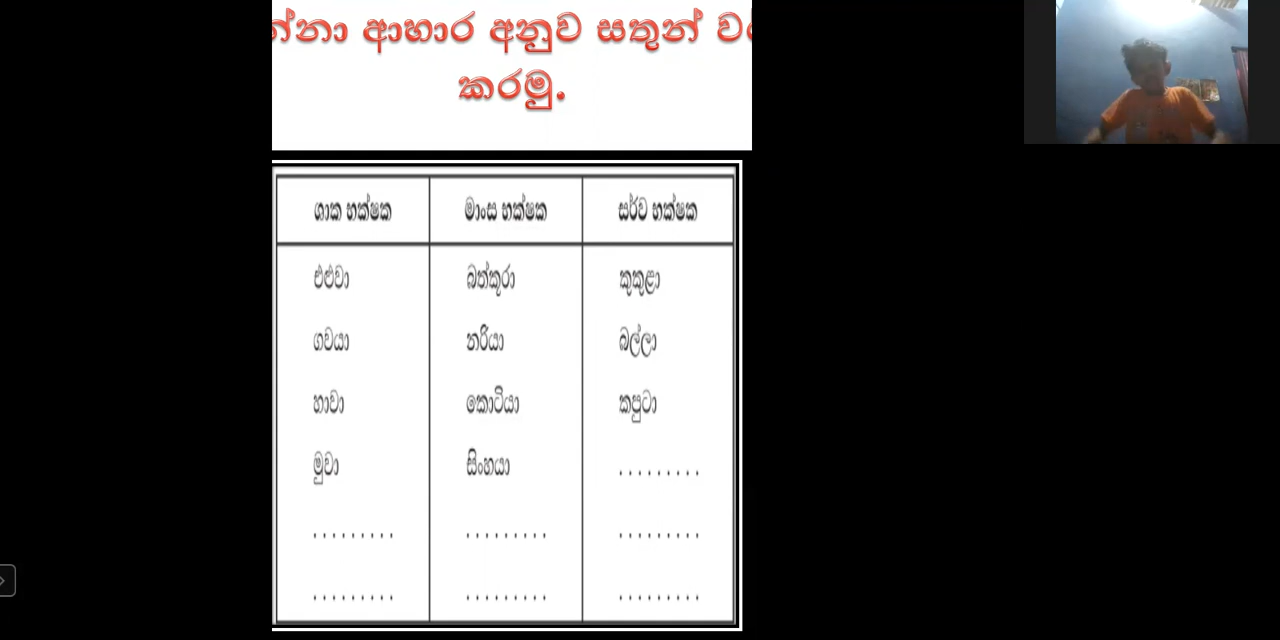 න්නා ආහාර අනුව සතුන්
කරමු.
ශාක භක්ෂක මාංස භක්ෂක සර්ව භක්ෂක
එළුවා බත්කූරා කුකුළා
ගවයා නරියා බල්ලා
හාවා කොටියා කපුටා
මුවා සිංහයා .........
......... ......... .........
......... ......... .........